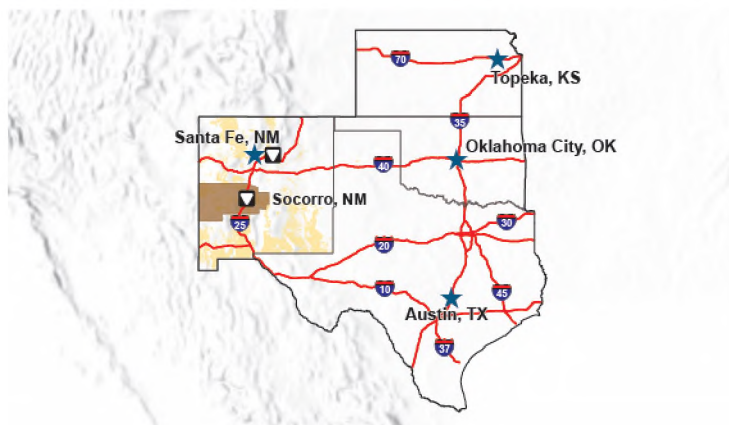 70
Topeka, KS
35
Santa Fe, NM
Oklahoma City, OK
40
Socorro, NM
25
30
20
10
45
Austin, TX
37